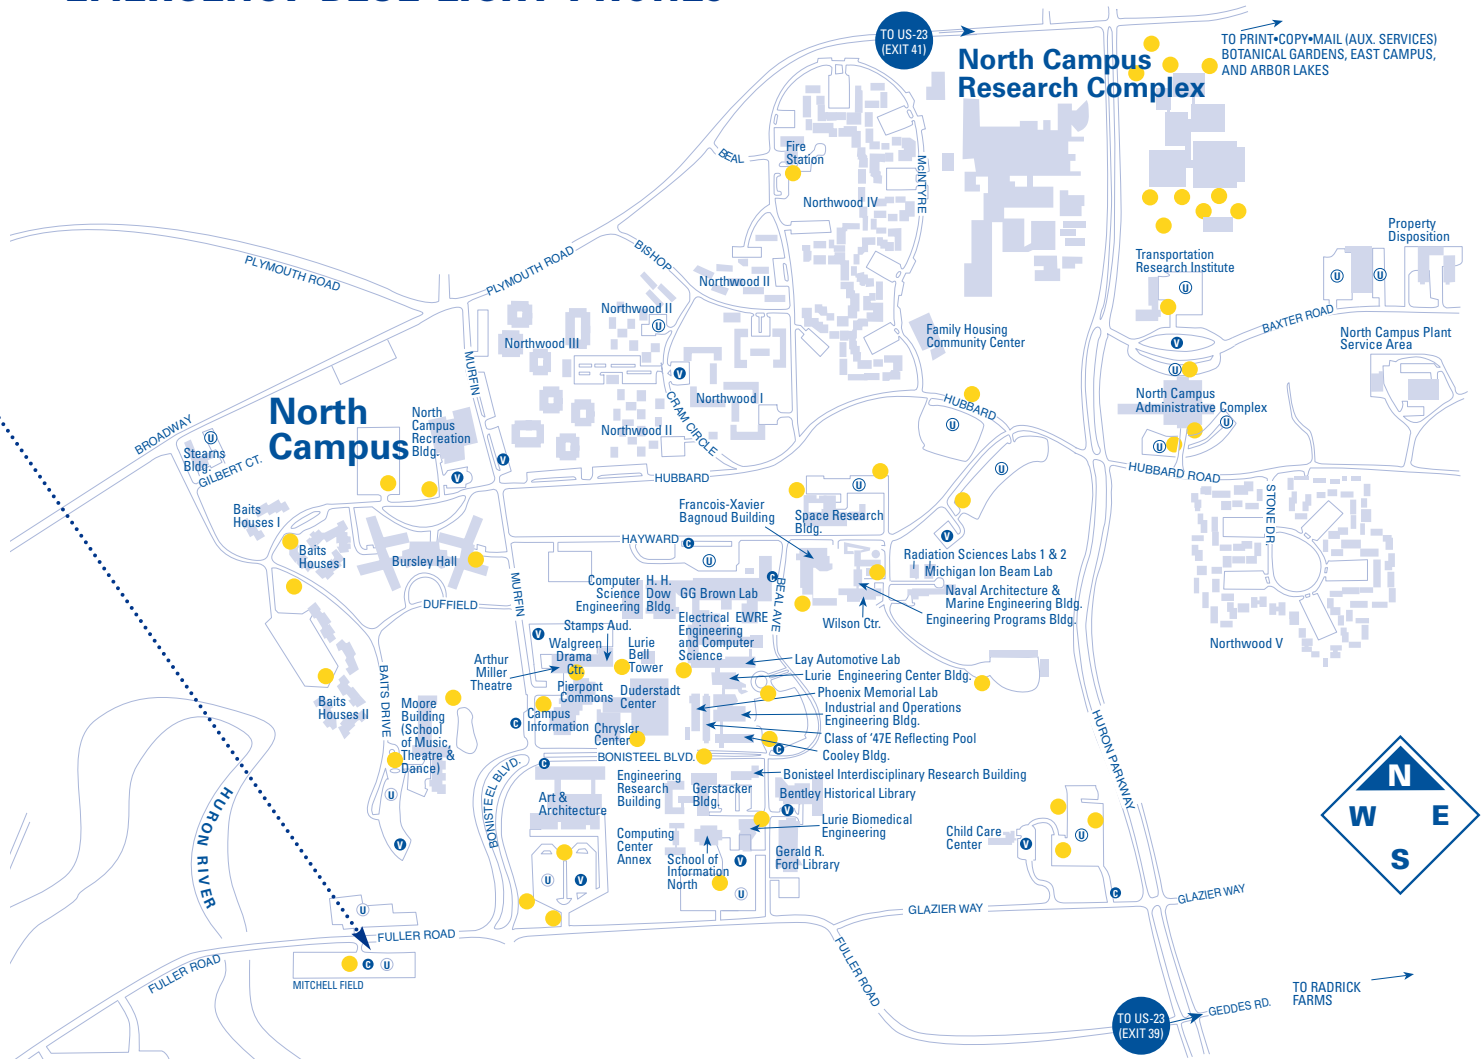 EMERGENCY BLUE LIGHT PHONES
TO US-23
(EXIT 41)
TO PRINT•COPY•MAIL (AUX. SERVICES)
BOTANICAL GARDENS, EAST CAMPUS,
AND ARBOR LAKES
North Campus
Research Complex
BEAL
Fire
Station
McINTYRE
Northwood IV
Property
Disposition
PLYMOUTH ROAD
PLYMOUTH ROAD
BISHOP
Northwood II
Transportation
Research Institute
U
U
U
Northwood II
U
Northwood III
Family Housing
Community Center
BAXTER ROAD
North Campus Plant
Service Area
V
MURFIN
V
U
Northwood I
CRAM CIRCLE
HUBBARD
North Campus
Administrative Complex
North
Campus
North
Campus
Recreation
Bldg.
BROADWAY
U
Stearns
Bldg.
GILBERT CT.
Northwood II
U
U
U
V
V
HUBBARD
U
U
HUBBARD ROAD
STONE DR.
Baits
Houses I
Francois-Xavier
Bagnoud Building
Space Research
Bldg.
HAYWARD
C
U
V
Baits
Houses I
Bursley Hall
Radiation Sciences Labs 1 & 2
Michigan Ion Beam Lab
Naval Architecture &
Marine Engineering Bldg.
Engineering Programs Bldg.
MURFIN
Computer
Science
Engineering
H. H.
Dow
Bldg.
GG Brown Lab
C
BEAL AVE
DUFFIELD
Wilson Ctr.
Northwood V
V
Stamps Aud.
Electrical EWRE
Engineering
and Computer
Science
Walgreen
Drama
Ctr.
Lurie
Bell
Tower
Arthur
Miller
Theatre
Lay Automotive Lab
Lurie Engineering Center Bldg.
Phoenix Memorial Lab
Industrial and Operations
Engineering Bldg.
Class of '47E Reflecting Pool
Cooley Bldg.
BAITS DRIVE
Baits
Houses II
Moore
Building
(School
of Music,
Theatre &
Dance)
Pierpont
Commons
Duderstadt
Center
C
Campus
Information
Chrysler
Center
C
HURON PARKWAY
BONISTEEL BLVD.
BONISTEEL BLVD.
C
Engineering
Research
Building
Gerstacker
Bldg.
Bonisteel Interdisciplinary Research Building
Bentley Historical Library
HURON RIVER
U
V
Art &
Architecture
V
Lurie Biomedical
Engineering
Computing
Center
Annex
School of
Information
North
Gerald R.
Ford Library
V
U
U
V
Child Care
Center
V
U
C
N
W
E
S
GLAZIER WAY
GLAZIER WAY
U
FULLER ROAD
FULLER ROAD
C
U
MITCHELL FIELD
FULLER ROAD
TO RADRICK
FARMS
TO US-23
(EXIT 39)
GEDDES RD.